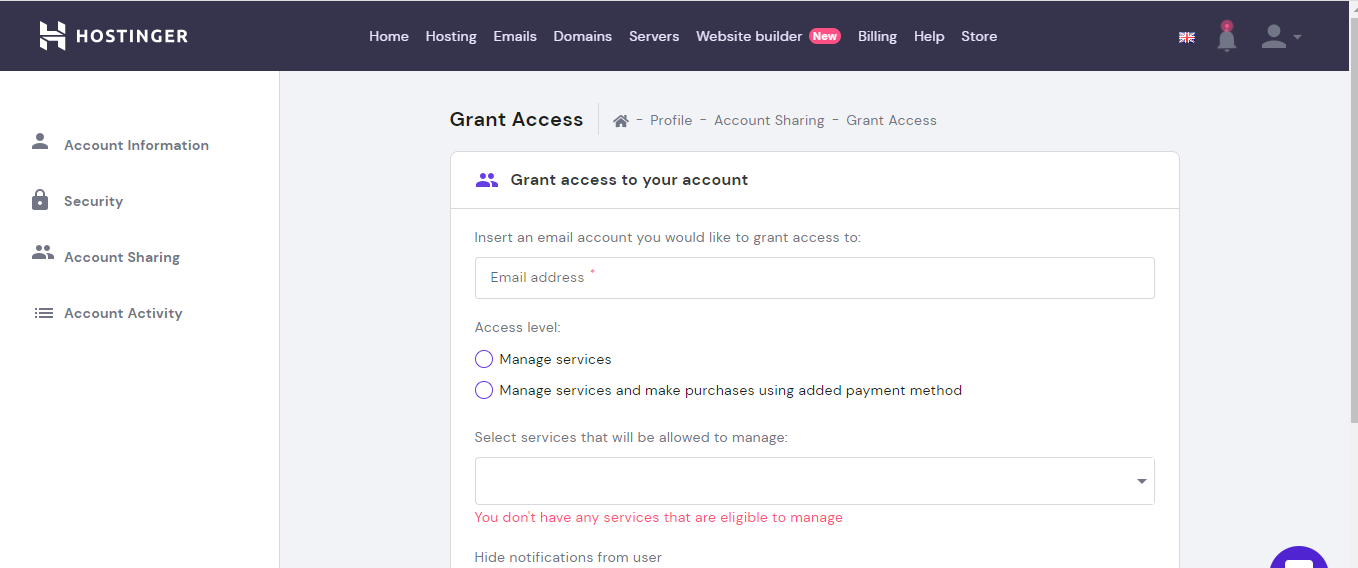 HOSTINGER
Home Hosting Emails Domains Servers Website builder New Billing Help Store
Account Information
Security
Account Sharing
Account Activity
Grant Access
- Profile - Account Sharing - Grant Access
Grant access to your account
Insert an email account you would like to grant access to:
Email address *
Access level:
Manage services
Manage services and make purchases using added payment method
Select services that will be allowed to manage:
You don't have any services that are eligible to manage
Hide notifications from user